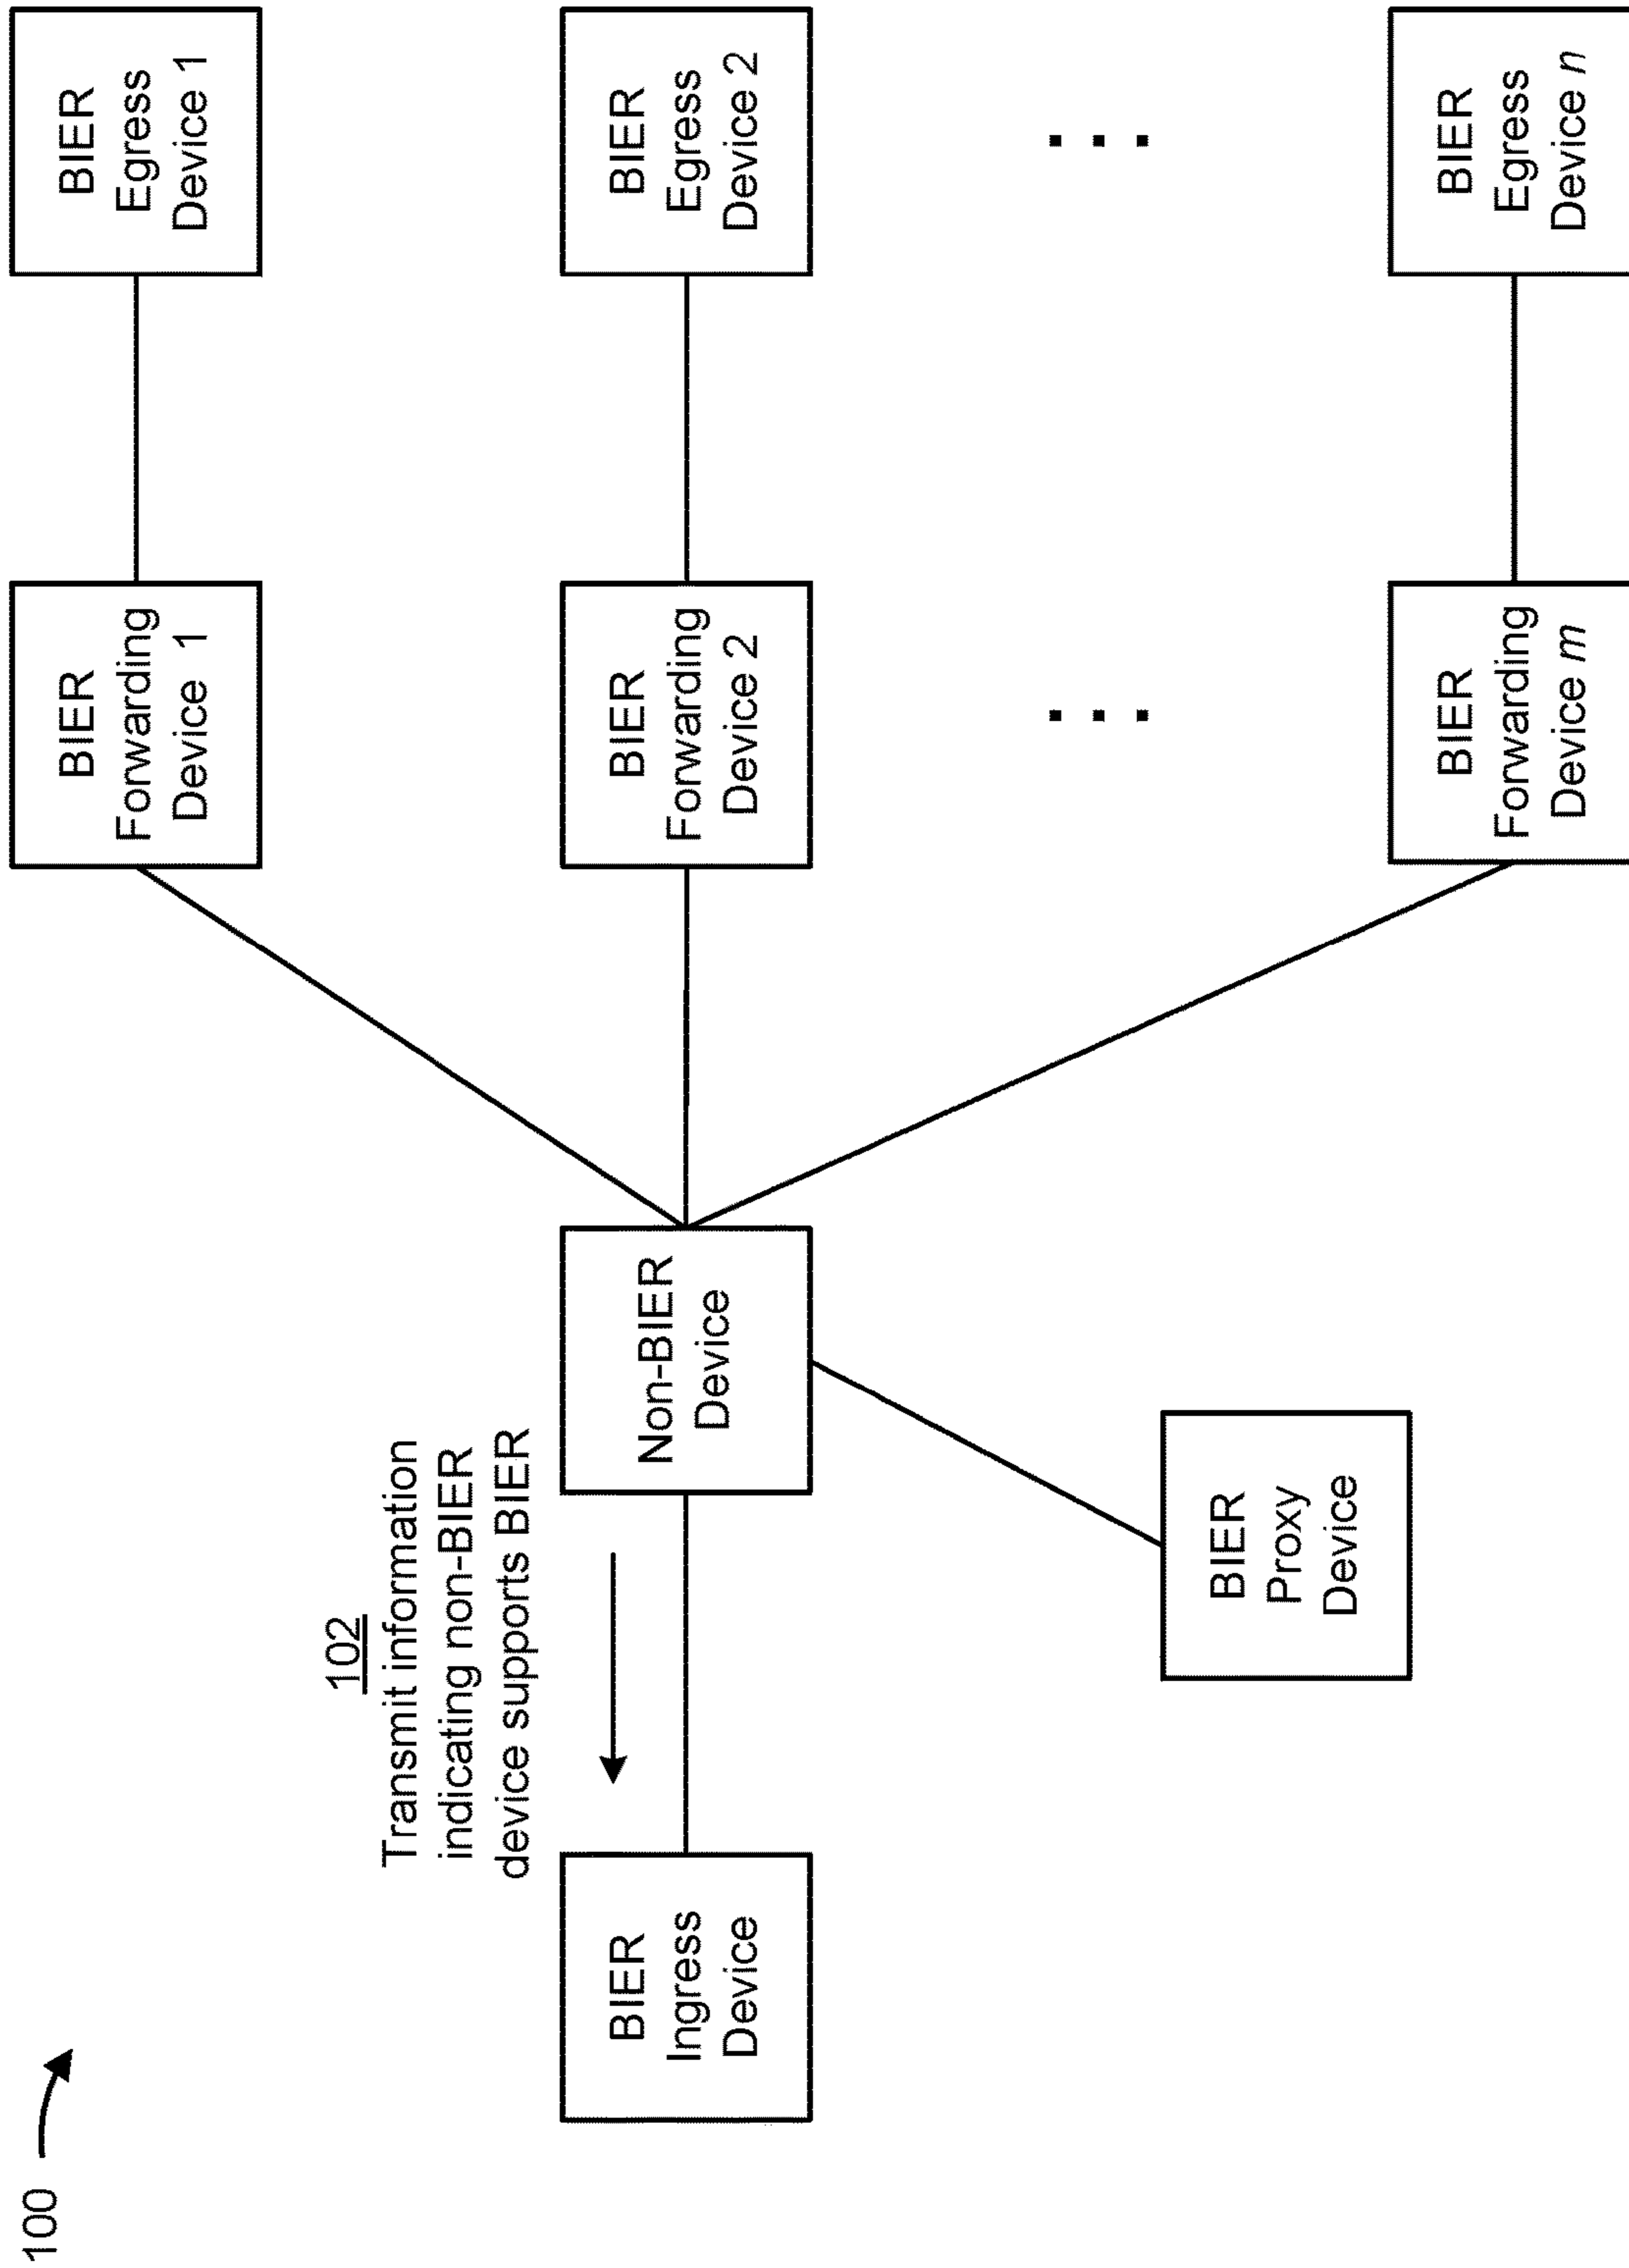 100
102
Transmit information
indicating non-BIER
device supports BIER
BIER
Ingress
Device
Non-BIER
Device
BIER
Proxy
Device
BIER
Forwarding
Device 1
BIER
Egress
Device 1
BIER
Forwarding
Device 2
BIER
Egress
Device 2
. . .
. . .
BIER
Forwarding
Device m
BIER
Egress
Device n